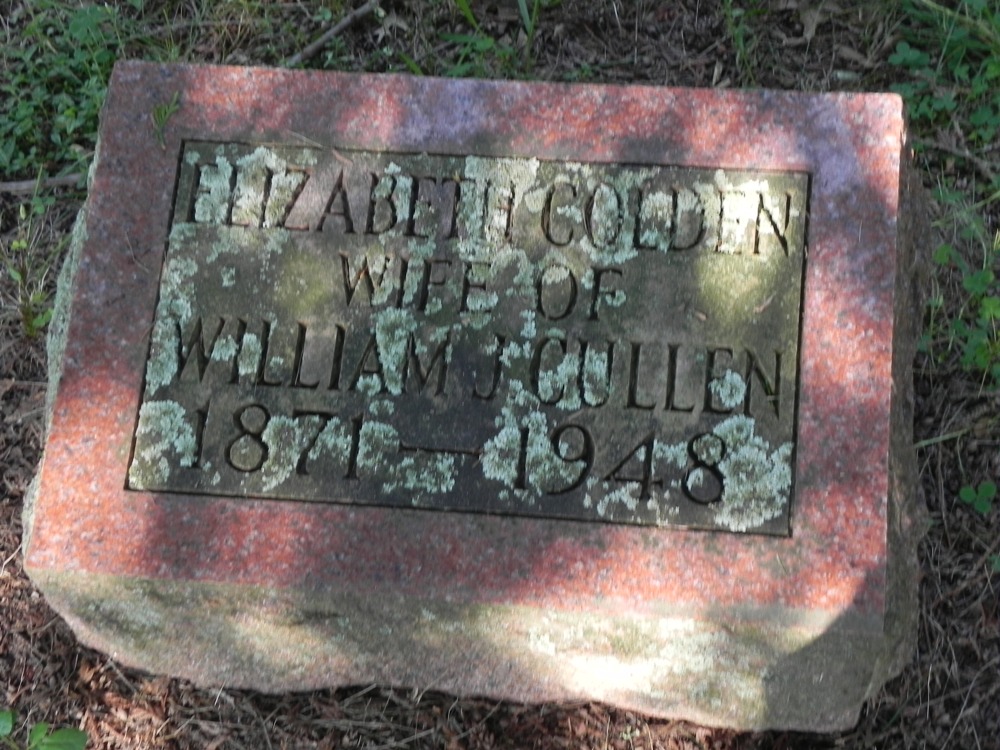 ELIZABETH GOLDEN
WIFE OF
WILLIAM J CULLEN
1871 — 1948